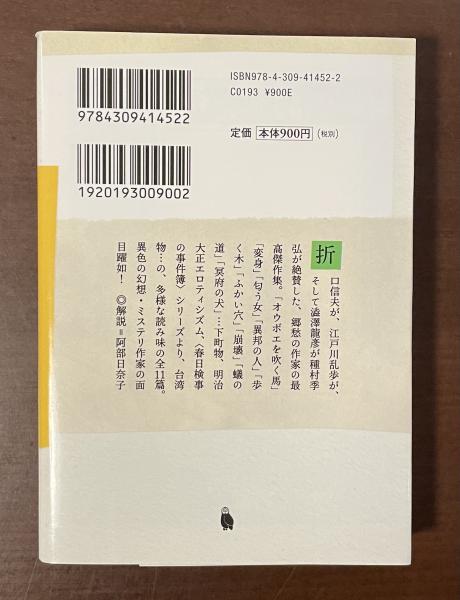 ISBN978-4-309-41452-2
C0193 ¥900E
9784309414522
定価 本体900円 (税別)
1920193009002
折口信夫が、江戸川乱歩が、
そして澁澤龍彦が種村季
弘が絶賛した、郷愁の作家の最
高傑作集。「オウボエを吹く馬」
「変身」「匂う女」「異邦の人」「歩
く木」「ふかい穴」「崩壊」「蟻の
道」「冥府の犬」…下町物、明治
大正エロティシズム、〈春日検事
の事件簿〉シリーズより、台湾
物…の、多様な読み味の全11篇。
異色の幻想・ミステリ作家の面
目躍如! ◎解説=阿部日奈子